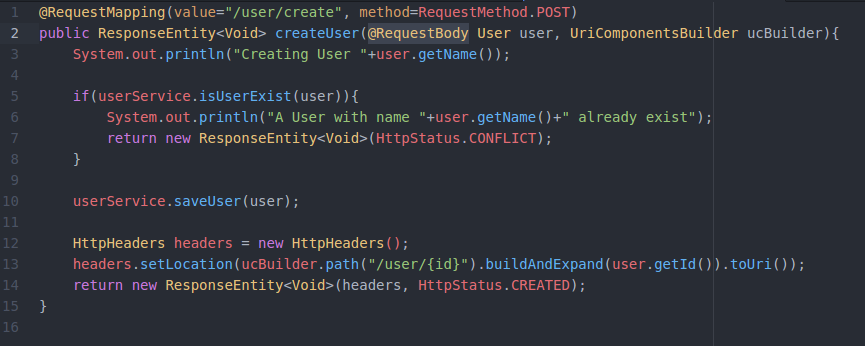 1 @RequestMapping(value="/user/create", method=RequestMethod.POST)
2 public ResponseEntity<Void> createUser(@RequestBody User user, UriComponentsBuilder ucBuilder){
3     System.out.println("Creating User "+user.getName());
4
5     if(userService.isUserExist(user)){
6         System.out.println("A User with name "+user.getName()+" already exist");
7         return new ResponseEntity<Void>(HttpStatus.CONFLICT);
8     }
9
10     userService.saveUser(user);
11
12     HttpHeaders headers = new HttpHeaders();
13     headers.setLocation(ucBuilder.path("/user/{id}").buildAndExpand(user.getId()).toUri());
14     return new ResponseEntity<Void>(headers, HttpStatus.CREATED);
15 }
16